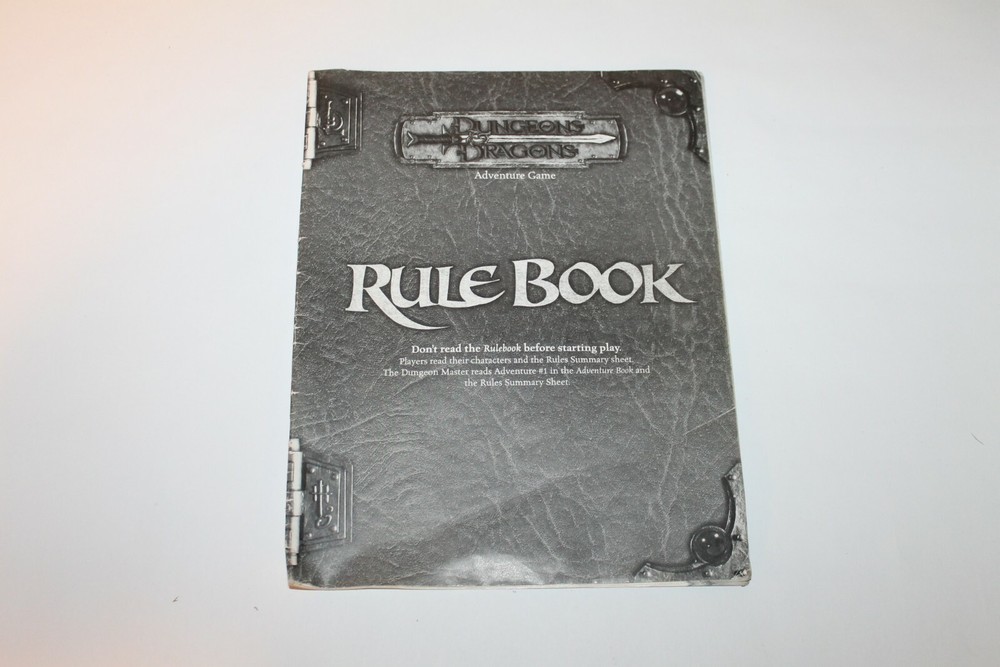 DUNGEONS
DRAGONS
Adventure Game
RULE BOOK
Don't read the Rulebook before starting play.
Players read their characters and the Rules Summary sheet.
The Dungeon Master reads Adventure #1 in the Adventure Book and
the Rules Summary Sheet.